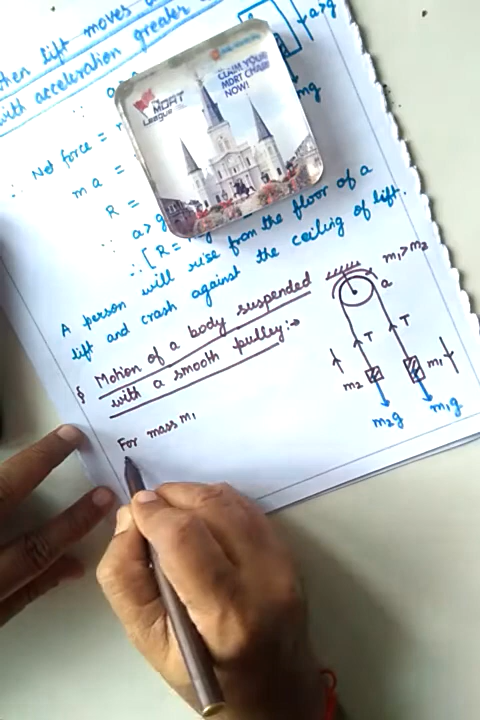 when lift moves
with acceleration greater
a>g
mg
Net force =
ma =
R =
a>g
∴ [R =
A person will rise from the floor of a
lift and crash against the ceiling of lift.
The
MDRT
League
CLAIM YOUR
MDRT CHAIR
NOW!
§ Motion of a body suspended
with a smooth pulley:→
m₁>m₂
a
T
T
m₂
m₁
m₂g
m₁g
For mass m₁